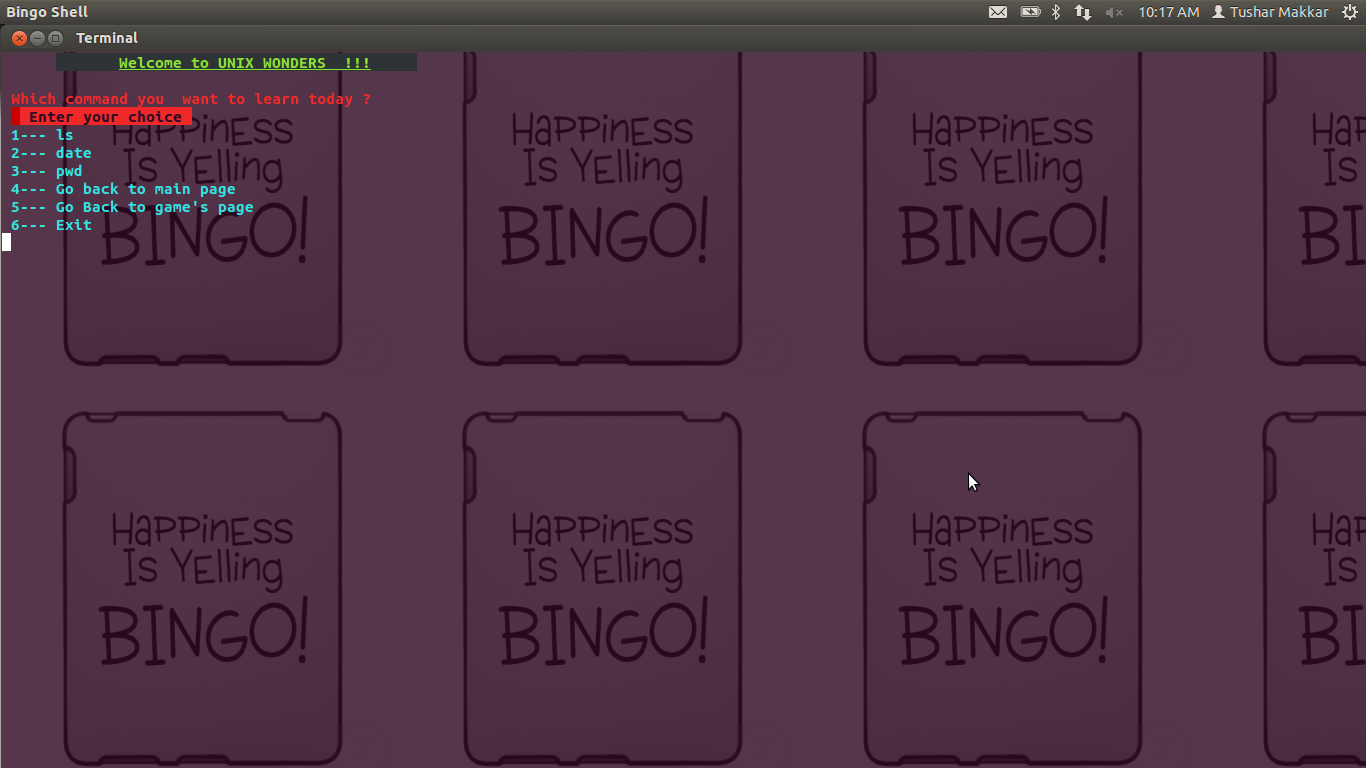 Bingo Shell
10:17 AM Tushar Makkar
Terminal
Welcome to UNIX WONDERS !!!
Which command you want to learn today ?
Enter your choice
1--- ls
2--- date
3--- pwd
4--- Go back to main page
5--- Go Back to game's page
6--- Exit
HaPPiNESS
Is YElling
BINGO!
HaPPiNESS
Is YElling
BINGO!
HaPPiNESS
Is YElling
BINGO!
HaPP
Is Y
BI
HaPPiNESS
Is YElling
BINGO!
HaPPiNESS
Is YElling
BINGO!
HaPPiNESS
Is YElling
BINGO!
HaPP
Is Y
BI